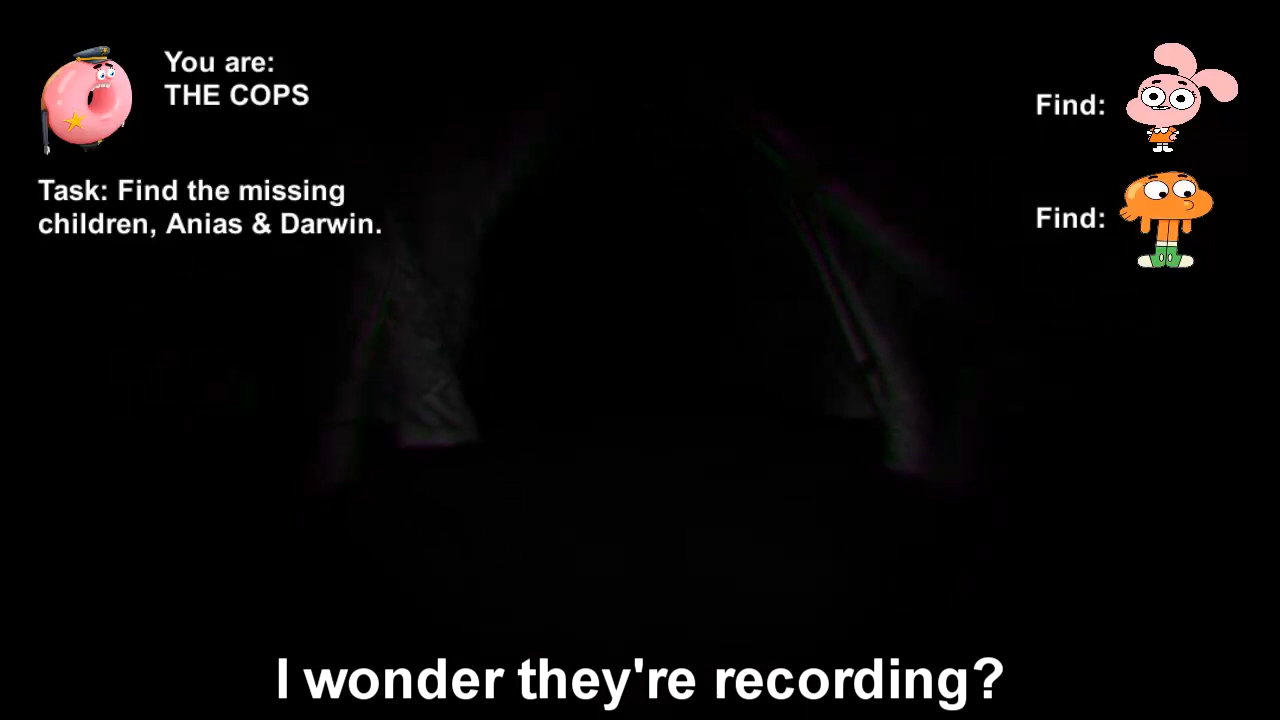 You are:
THE COPS
Task: Find the missing
children, Anias & Darwin.
Find:
Find:
I wonder they're recording?